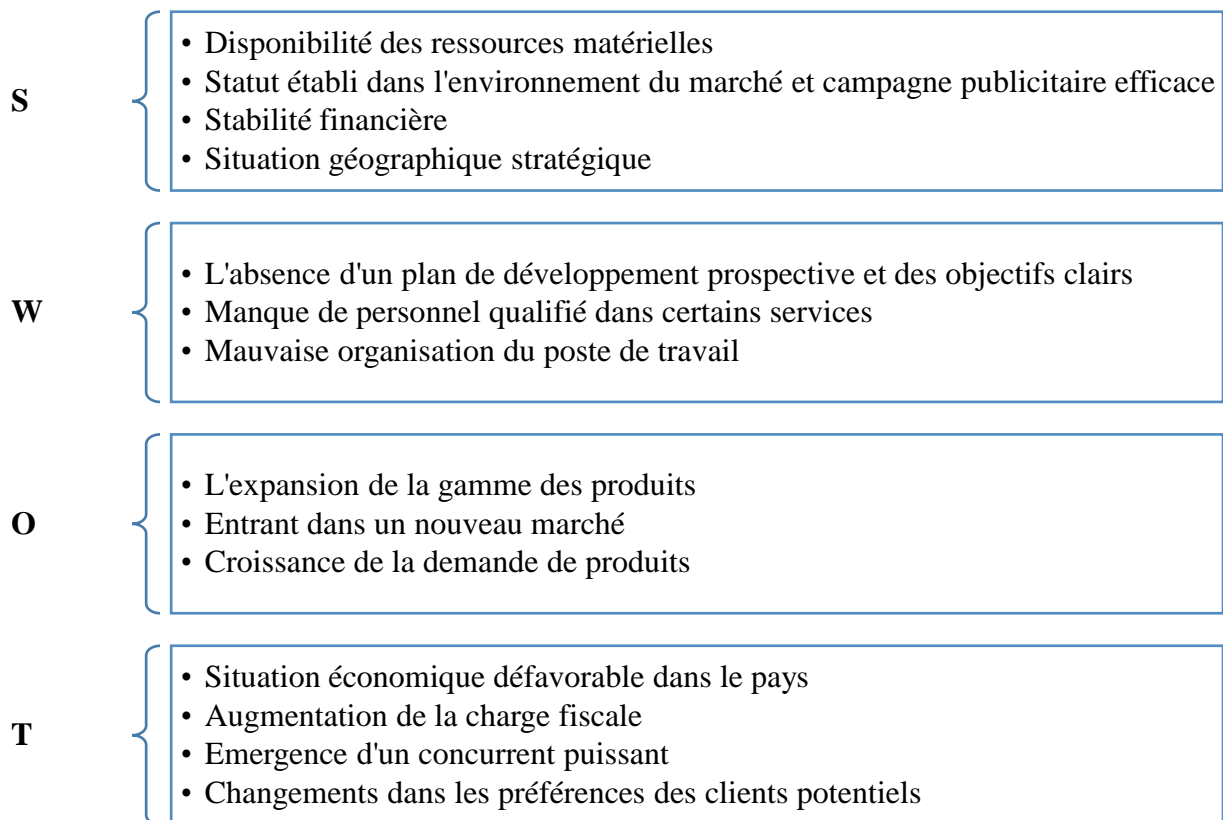 S
• Disponibilité des ressources matérielles
• Statut établi dans l'environnement du marché et campagne publicitaire efficace
• Stabilité financière
• Situation géographique stratégique
W
• L'absence d'un plan de développement prospective et des objectifs clairs
• Manque de personnel qualifié dans certains services
• Mauvaise organisation du poste de travail
O
• L'expansion de la gamme des produits
• Entrant dans un nouveau marché
• Croissance de la demande de produits
T
• Situation économique défavorable dans le pays
• Augmentation de la charge fiscale
• Emergence d'un concurrent puissant
• Changements dans les préférences des clients potentiels